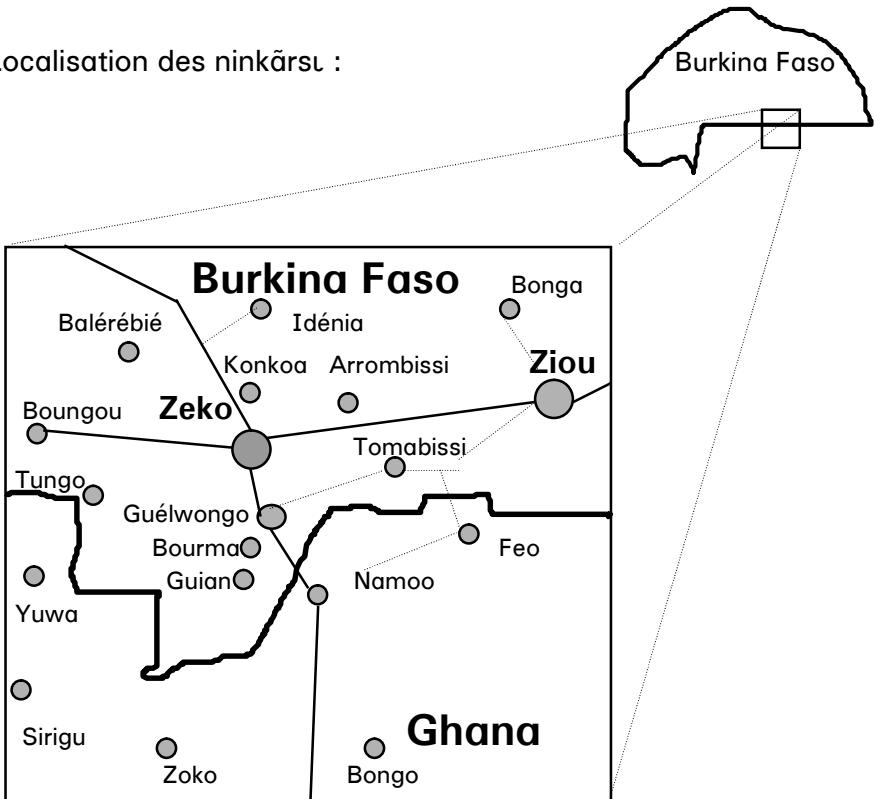 Localisation des ninkãrsɩ :
Burkina Faso
Burkina Faso
Bonga
Balérébié
Idénia
Ziou
Konkoa
Arrombissi
Boungou
Zeko
Tomabissi
Tungo
Guélwongo
Bourma
Feo
Guian
Namoo
Yuwa
Sirigu
Ghana
Zoko
Bongo